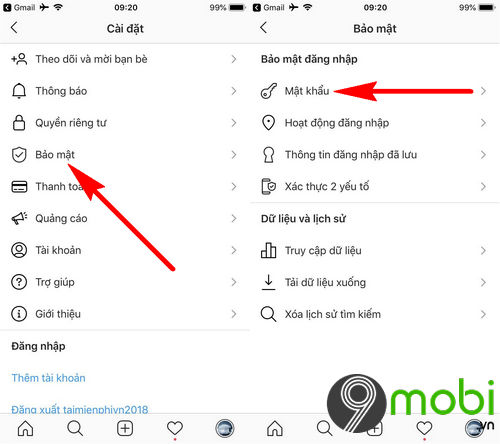 Gmail 09:20 99%
Cài đặt
Theo dõi và mời bạn bè
Thông báo
Quyền riêng tư
Bảo mật
Quảng cáo
Tài khoản
Trợ giúp
Giới thiệu
Đăng nhập
Thêm tài khoản
Đăng xuất taimienphivn2018
Gmail 09:20 99%
Bảo mật
Bảo mật đăng nhập
Mật khẩu
Hoạt động đăng nhập
Thông tin đăng nhập đã lưu
Xác thực 2 yếu tố
Dữ liệu và lịch sử
Truy cập dữ liệu
Tải dữ liệu xuống
Xóa lịch sử tìm kiếm
9mobi
.vn